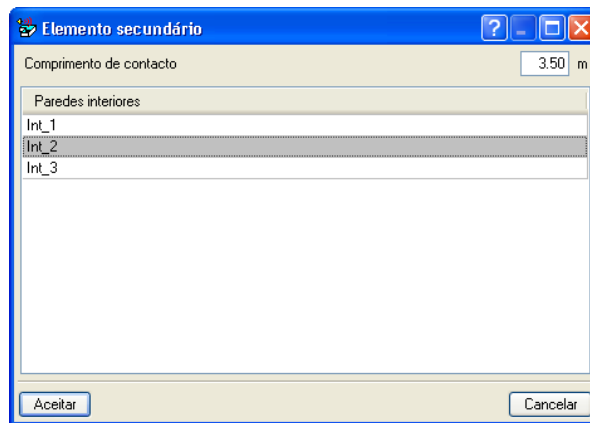 Elemento secundário
Comprimento de contacto 3.50 m
Paredes interiores
Int_1
Int_2
Int_3
Aceitar Cancelar